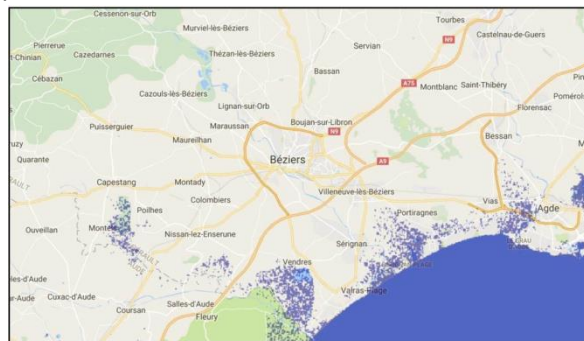 Cessenon-sur-Orb
Tourbes
Murviel-lès-Béziers
Castelnau-de-Guers
Pierrerue
Cazedarnes
Thézan-lès-Béziers
Servian
N9
-Chinian
Cébazan
Bassan
A75
Montblanc
Saint-Thibéry
Cazouls-lès-Béziers
Lignan-sur-Orb
Florensac
Puisserguier
Maraussan
Boujan-sur-Libron
N9
Bessan
Maureilhan
Quarante
Béziers
A9
Capestang
Montady
Villeneuve-lès-Béziers
Colombiers
Vias
Agde
Poilhes
Portiragnes
Ouveillan
Nissan-lez-Enserune
Sérignan
Vendres
Valras-Plage
Cuxac-d'Aude
Salles-d'Aude
Coursan
Fleury